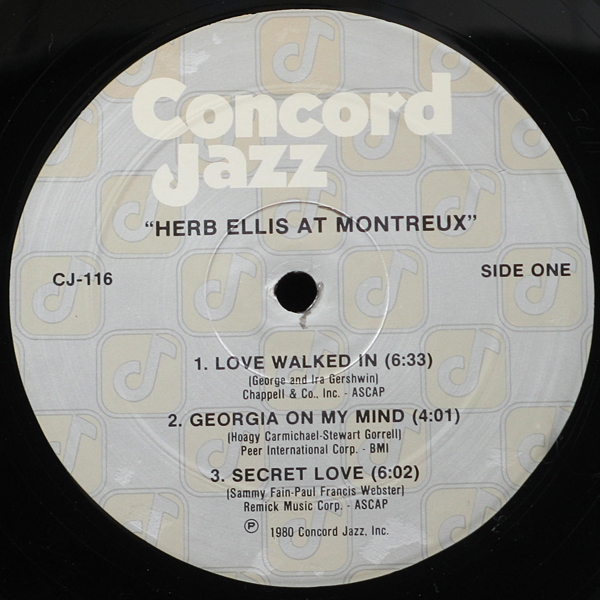 Concord
Jazz
“HERB ELLIS AT MONTREUX”
CJ-116
SIDE ONE
1. LOVE WALKED IN (6:33)
(George and Ira Gershwin)
Chappell & Co., Inc. - ASCAP
2. GEORGIA ON MY MIND (4:01)
(Hoagy Carmichael-Stewart Gorrell)
Peer International Corp. - BMI
3. SECRET LOVE (6:02)
(Sammy Fain-Paul Francis Webster)
Remick Music Corp. - ASCAP
℗ 1980 Concord Jazz, Inc.